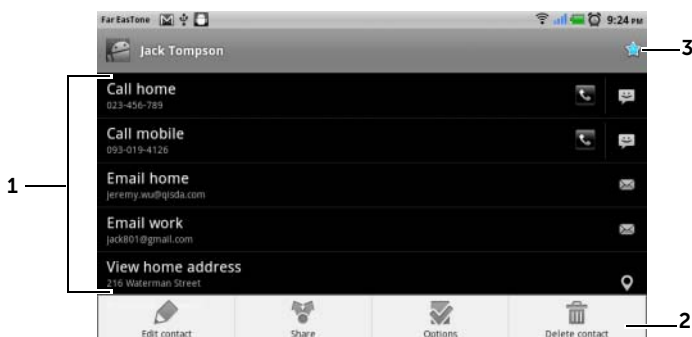 Far EasTone 9:24 PM
Jack Tompson
3
Call home
023-456-789
Call mobile
093-019-4126
1
Email home
jeremy.wu@qisda.com
Email work
jack801@gmail.com
View home address
216 Waterman Street
2
Edit contact Share Options Delete contact